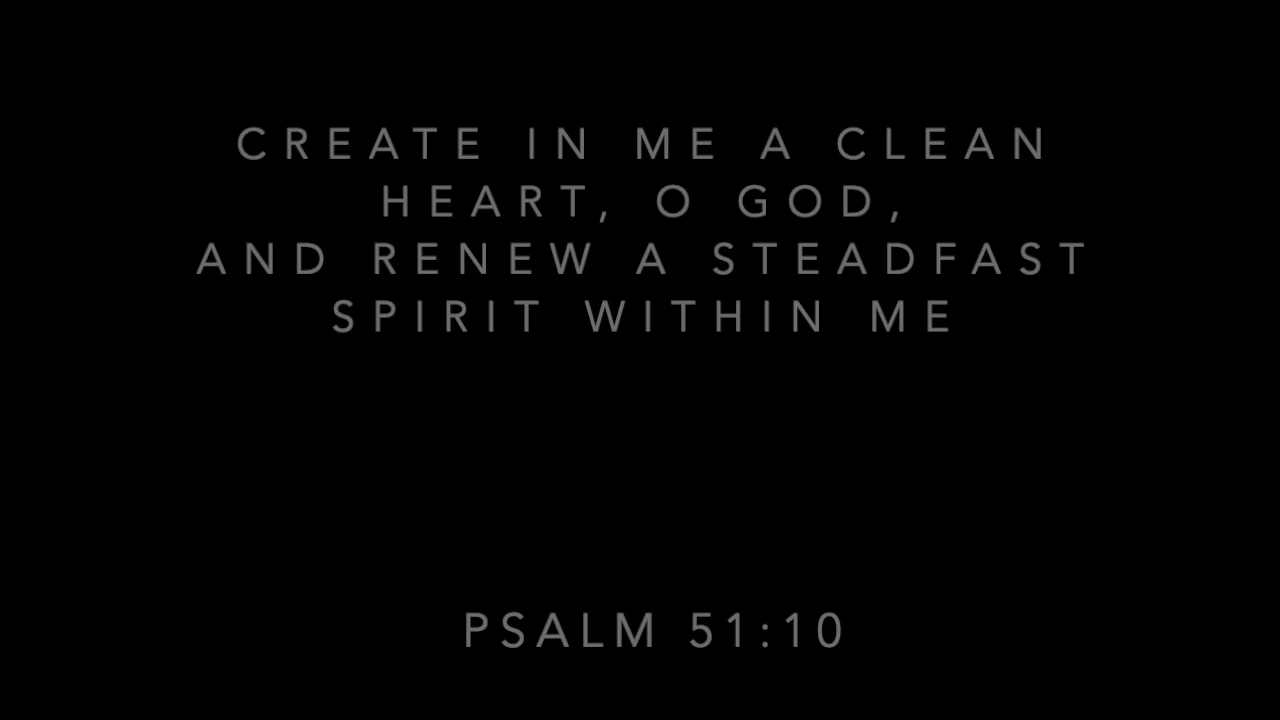 CREATE IN ME A CLEAN
HEART, O GOD,
AND RENEW A STEADFAST
SPIRIT WITHIN ME
PSALM 51:10